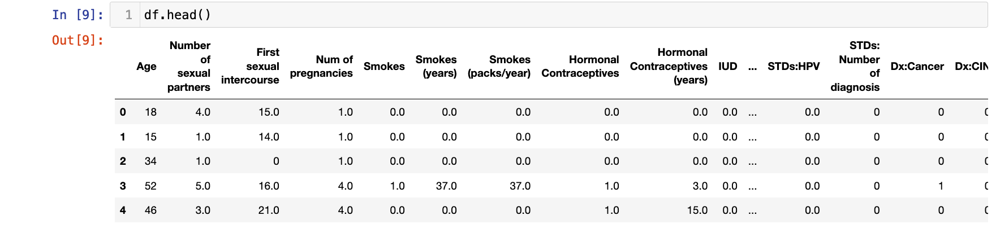 In [9]: 1 df.head()
Out[9]:
Age Number of sexual partners First sexual intercourse Num of pregnancies Smokes Smokes (years) Smokes (packs/year) Hormonal Contraceptives Hormonal Contraceptives (years) IUD ... STDs:HPV STDs: Number of diagnosis Dx:Cancer Dx:CIN
0 18 4.0 15.0 1.0 0.0 0.0 0.0 0.0 0.0 0.0 ... 0.0 0 0
1 15 1.0 14.0 1.0 0.0 0.0 0.0 0.0 0.0 0.0 ... 0.0 0 0
2 34 1.0 0 1.0 0.0 0.0 0.0 0.0 0.0 0.0 ... 0.0 0 0
3 52 5.0 16.0 4.0 1.0 37.0 37.0 1.0 3.0 0.0 ... 0.0 0 1
4 46 3.0 21.0 4.0 0.0 0.0 0.0 1.0 15.0 0.0 ... 0.0 0 0